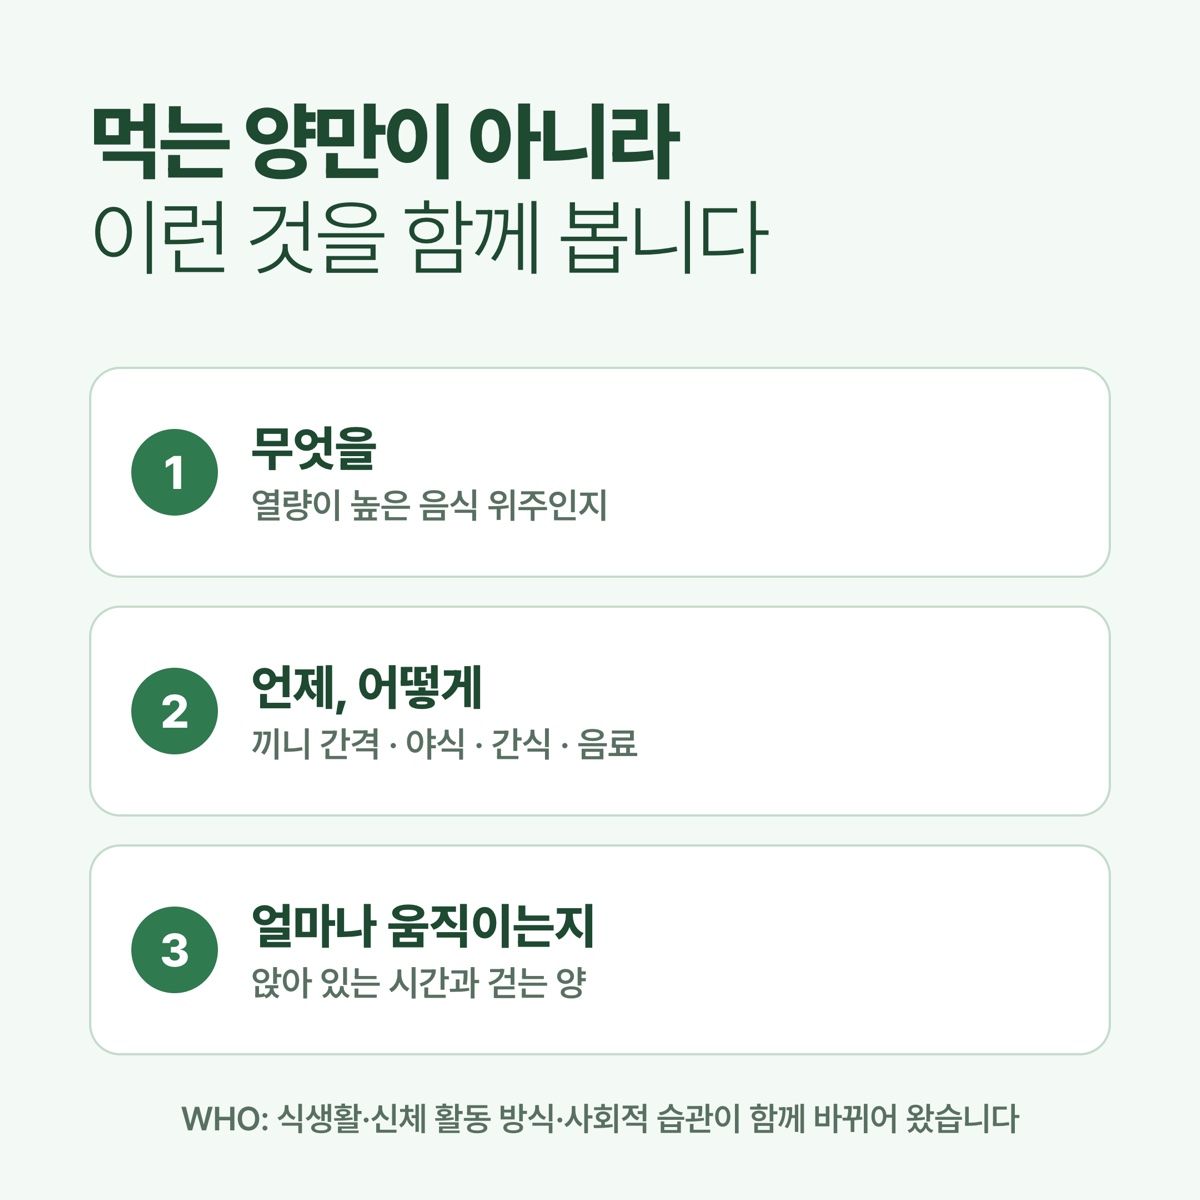 먹는 양만이 아니라
이런 것을 함께 봅니다
1
무엇을
열량이 높은 음식 위주인지
2
언제, 어떻게
끼니 간격 · 야식 · 간식 · 음료
3
얼마나 움직이는지
앉아 있는 시간과 걷는 양
WHO: 식생활·신체 활동 방식·사회적 습관이 함께 바뀌어 왔습니다